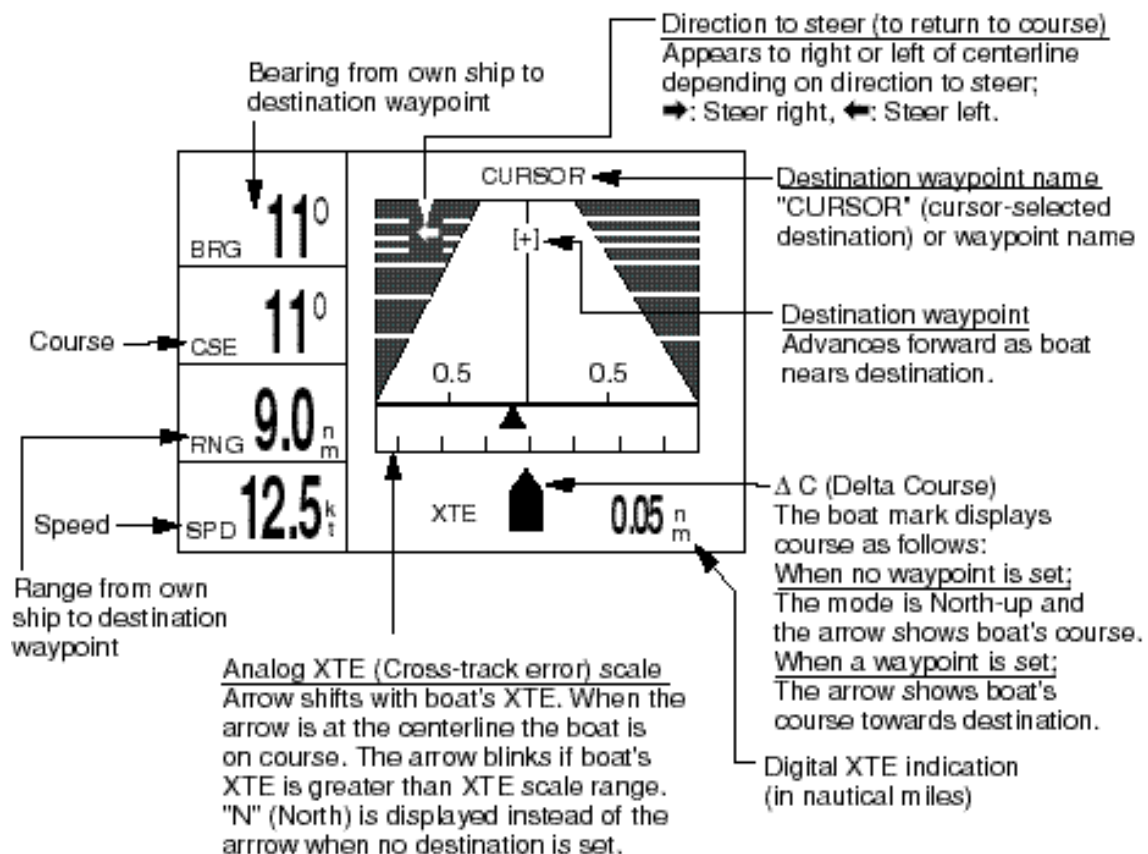 Direction to steer (to return to course)
Appears to right or left of centerline
depending on direction to steer;
➡: Steer right, ⬅: Steer left.
Bearing from own ship to
destination waypoint
CURSOR
Destination waypoint name
"CURSOR" (cursor-selected
destination) or waypoint name
BRG 11°
[+]
Destination waypoint
Advances forward as boat
nears destination.
Course
CSE 11°
0.5 0.5
RNG 9.0 nm
Speed
SPD 12.5 kt
XTE 0.05 nm
Δ C (Delta Course)
The boat mark displays
course as follows:
When no waypoint is set;
The mode is North-up and
the arrow shows boat's course.
When a waypoint is set;
The arrow shows boat's
course towards destination.
Range from own
ship to destination
waypoint
Analog XTE (Cross-track error) scale
Arrow shifts with boat's XTE. When the
arrow is at the centerline the boat is
on course. The arrow blinks if boat's
XTE is greater than XTE scale range.
"N" (North) is displayed instead of the
arrrow when no destination is set.
Digital XTE indication
(in nautical miles)